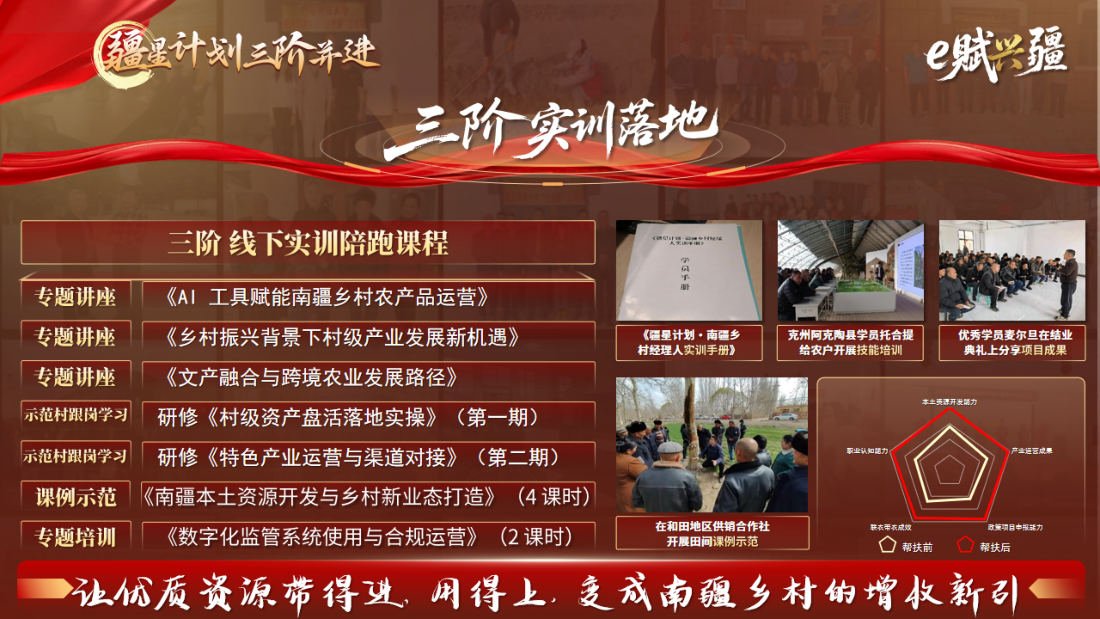 疆星计划三阶并进
e赋兴疆
三阶实训落地
三阶 线下实训陪跑课程
专题讲座 《AI 工具赋能南疆乡村农产品运营》
专题讲座 《乡村振兴背景下村级产业发展新机遇》
专题讲座 《文产融合与跨境农业发展路径》
示范村跟岗学习 研修《村级资产盘活落地实操》（第一期）
示范村跟岗学习 研修《特色产业运营与渠道对接》（第二期）
课例示范 《南疆本土资源开发与乡村新业态打造》（4 课时）
专题培训 《数字化监管系统使用与合规运营》（2 课时）
《疆星计划·南疆乡村经理
人实训手册》
学员手册
《疆星计划·南疆乡
村经理人实训手册》
克州阿克陶县学员托合提
给农户开展技能培训
优秀学员麦尔旦在结业
典礼上分享项目成果
在和田地区供销合作社
开展田间课例示范
本土资源开发能力
职业认知能力
产业运营成果
联农带农成效
政策项目申报能力
帮扶前
帮扶后
让优质资源带得进，用得上，变成南疆乡村的增收新引